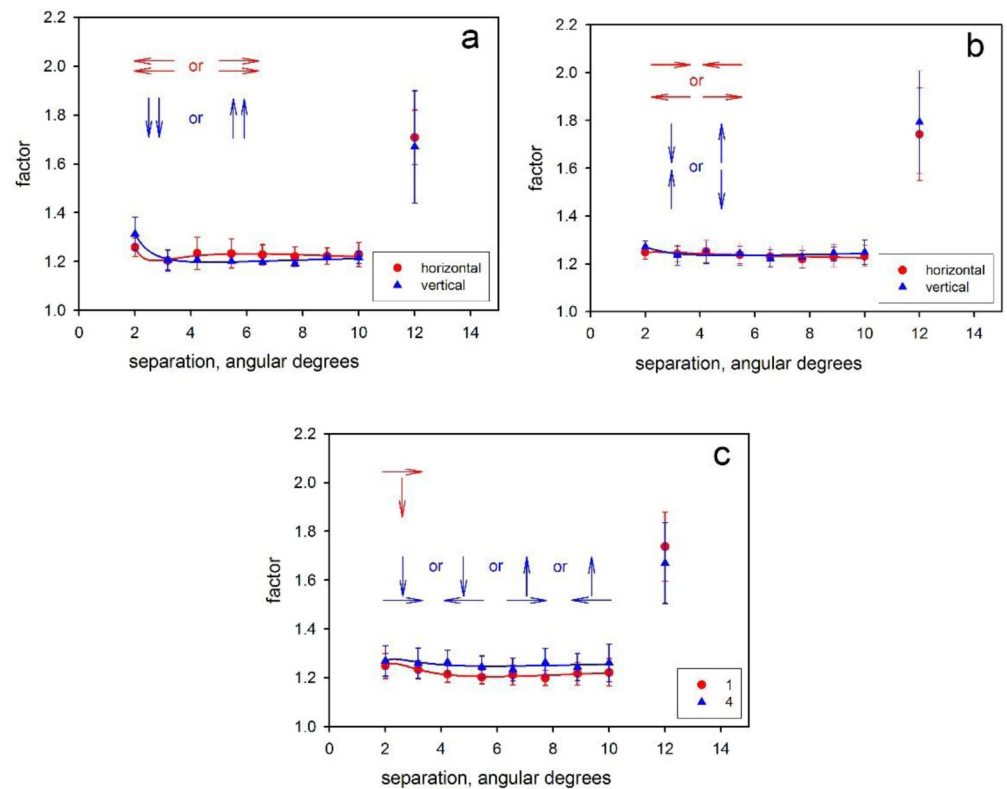 a
2.2
2.0
1.8
1.6
1.4
1.2
1.0
factor
or
or
horizontal
vertical
0 2 4 6 8 10 12 14
separation, angular degrees
b
2.2
2.0
1.8
1.6
1.4
1.2
1.0
factor
or
or
horizontal
vertical
0 2 4 6 8 10 12 14
separation, angular degrees
c
2.2
2.0
1.8
1.6
1.4
1.2
1.0
factor
or or or
1
4
0 2 4 6 8 10 12 14
separation, angular degrees